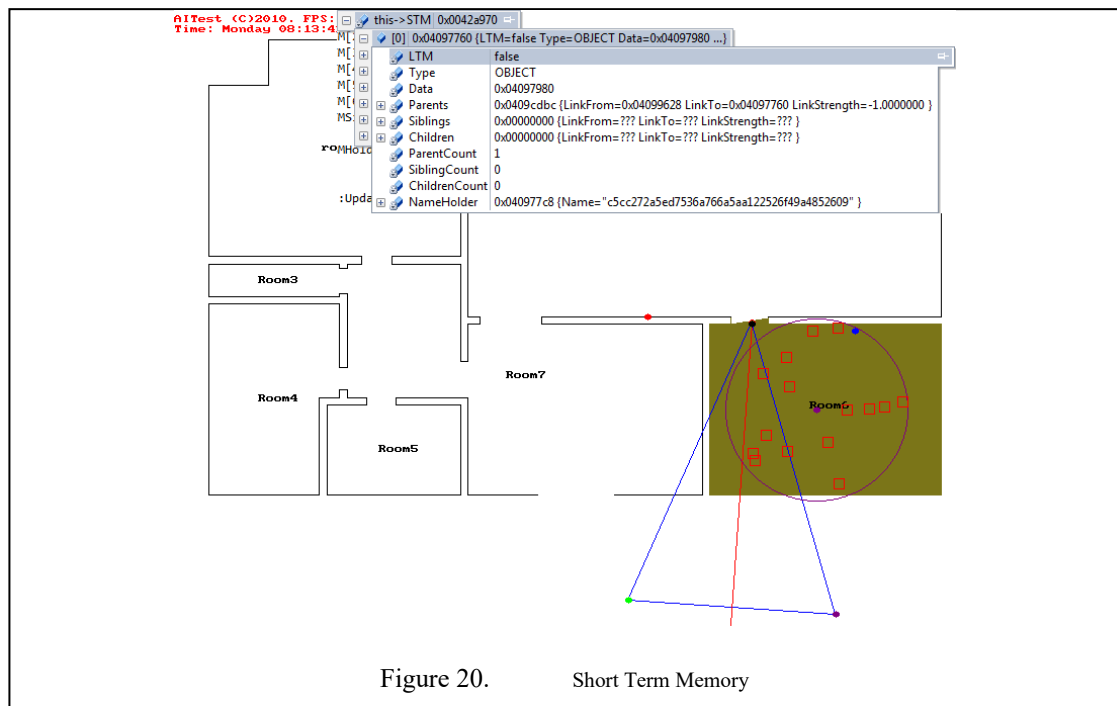 AITest (C)2010. FPS:
this->STM 0x0042a970
Time: Monday 08:13:4
[0] 0x04097760 {LTM=false Type=OBJECT Data=0x04097980 ...}
LTM false
Type OBJECT
Data 0x04097980
Parents 0x0409cdbc {LinkFrom=0x04099628 LinkTo=0x04097760 LinkStrength=-1.0000000 }
Siblings 0x00000000 {LinkFrom=??? LinkTo=??? LinkStrength=??? }
Children 0x00000000 {LinkFrom=??? LinkTo=??? LinkStrength=??? }
ParentCount 1
SiblingCount 0
ChildrenCount 0
NameHolder 0x040977c8 {Name="c5cc272a5ed7536a766a5aa122526f49a4852609" }
MHold
:Upda
Room3
Room7
Room4
Room6
Room5
Figure 20. Short Term Memory